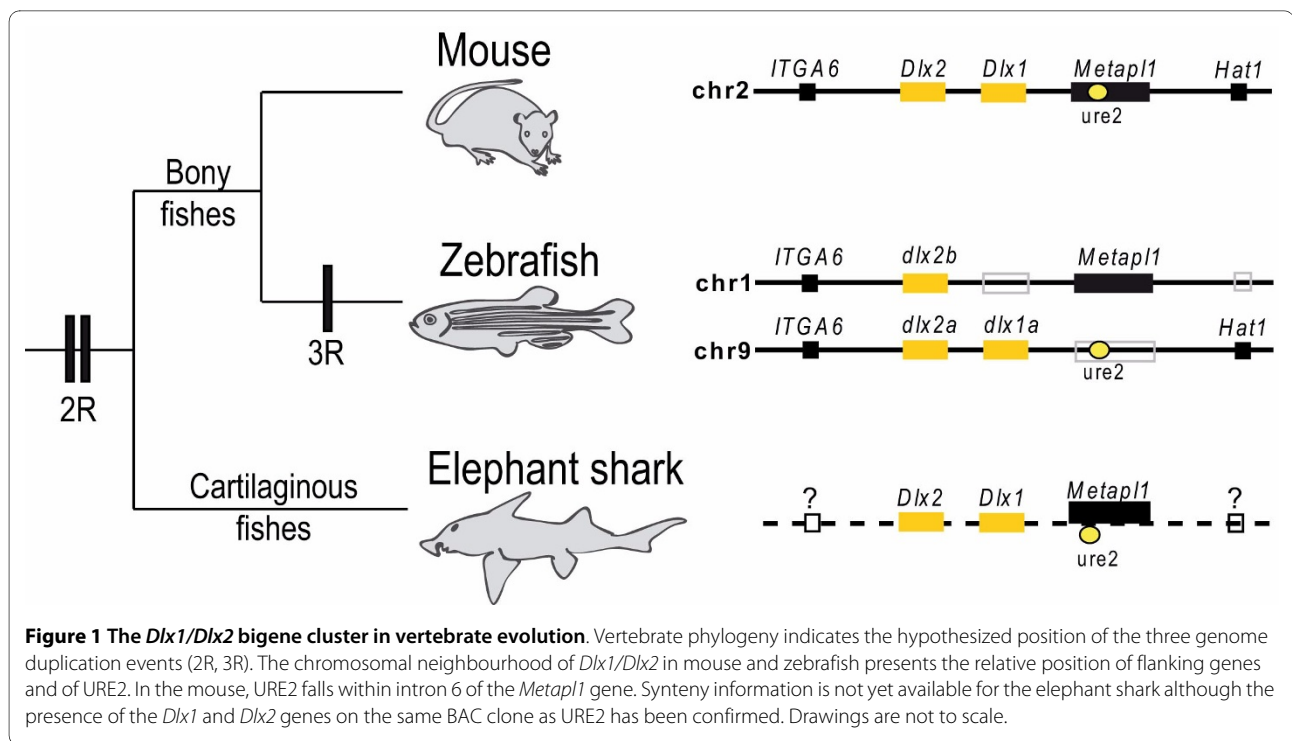 Mouse
ITGA6 Dlx2 Dlx1 Metapl1 Hat1
chr2
ure2
Bony
fishes
Zebrafish
ITGA6 dlx2b Metapl1
chr1
ITGA6 dlx2a dlx1a Hat1
chr9
ure2
3R
2R
Cartilaginous
fishes
Elephant shark
? Dlx2 Dlx1 Metapl1 ?
ure2
Figure 1 The Dlx1/Dlx2 bigene cluster in vertebrate evolution. Vertebrate phylogeny indicates the hypothesized position of the three genome
duplication events (2R, 3R). The chromosomal neighbourhood of Dlx1/Dlx2 in mouse and zebrafish presents the relative position of flanking genes
and of URE2. In the mouse, URE2 falls within intron 6 of the Metapl1 gene. Synteny information is not yet available for the elephant shark although the
presence of the Dlx1 and Dlx2 genes on the same BAC clone as URE2 has been confirmed. Drawings are not to scale.